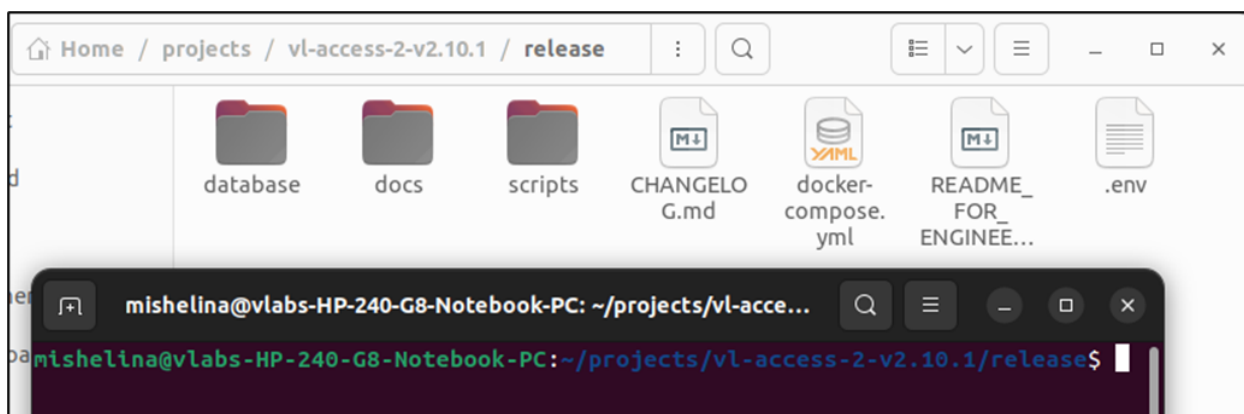 Home / projects / vl-access-2-v2.10.1 / release
database
docs
scripts
CHANGELO
G.md
YAML
docker-
compose.
yml
README_
FOR_
ENGINEE...
.env
mishelina@vlabs-HP-240-G8-Notebook-PC: ~/projects/vl-acce...
mishelina@vlabs-HP-240-G8-Notebook-PC:~/projects/vl-access-2-v2.10.1/release$